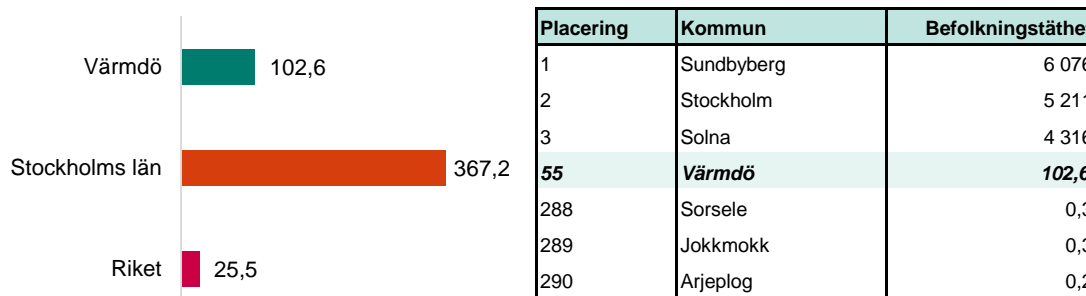 Värmdö 102,6
Stockholms län 367,2
Riket 25,5
Placering Kommun Befolkningstäthet
1 Sundbyberg 6 076
2 Stockholm 5 211
3 Solna 4 316
55 Värmdö 102,6
288 Sorsele 0,3
289 Jokkmokk 0,3
290 Arjeplog 0,2